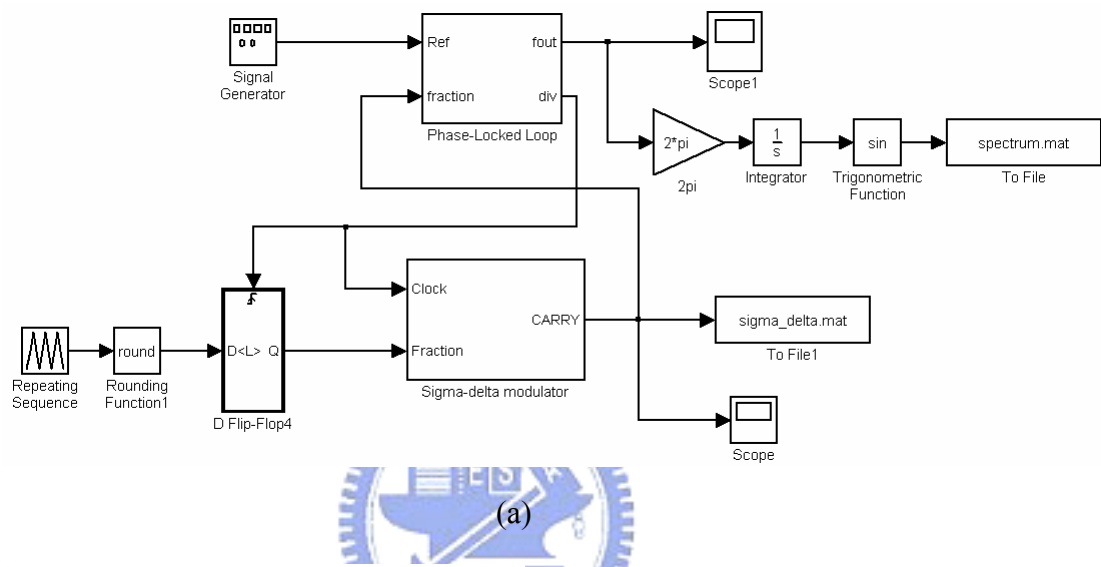 Signal
Generator
Ref
fraction
fout
div
Phase-Locked Loop
Scope1
2*pi
2pi
1
s
Integrator
sin
Trigonometric
Function
spectrum.mat
To File
Repeating
Sequence
round
Rounding
Function1
D<L>
Q
D Flip-Flop4
Clock
Fraction
CARRY
Sigma-delta modulator
sigma_delta.mat
To File1
Scope
(a)